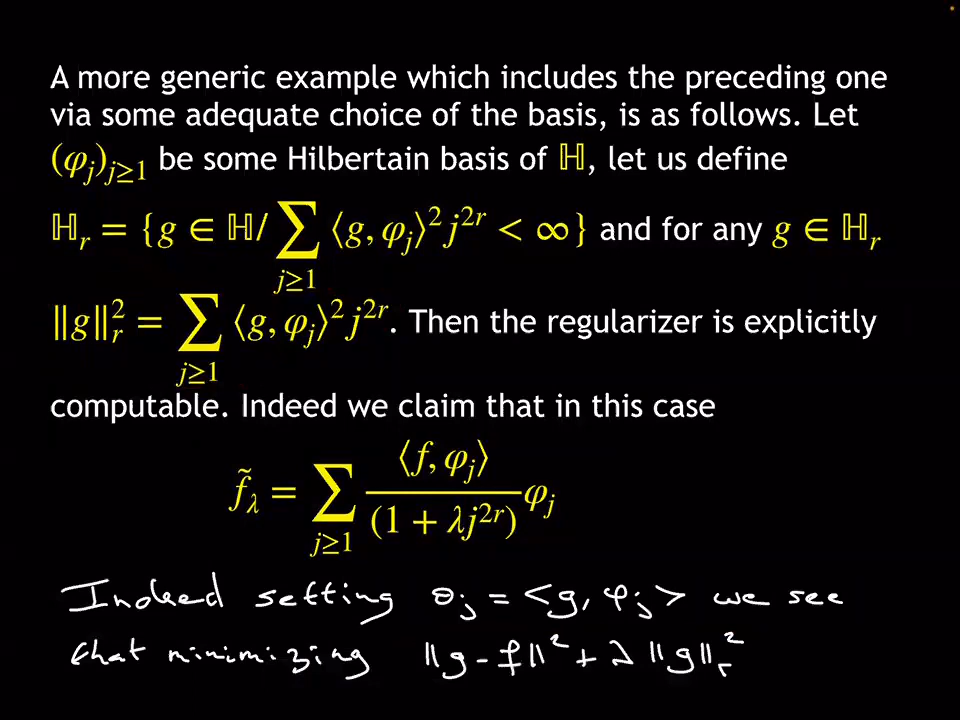 A more generic example which includes the preceding one
via some adequate choice of the basis, is as follows. Let
(φ_j)_{j≥1} be some Hilbertain basis of ℍ, let us define
ℍ_r = {g ∈ ℍ/ ∑_{j≥1} ⟨g, φ_j⟩² j^{2r} < ∞} and for any g ∈ ℍ_r
‖g‖_r² = ∑_{j≥1} ⟨g, φ_j⟩² j^{2r}. Then the regularizer is explicitly
computable. Indeed we claim that in this case
f̃_λ = ∑_{j≥1} ⟨f, φ_j⟩ / (1 + λj^{2r}) φ_j
Indeed setting θ_j = <g, φ_j> we see
that minimizing ‖g - f‖² + λ ‖g‖_r²